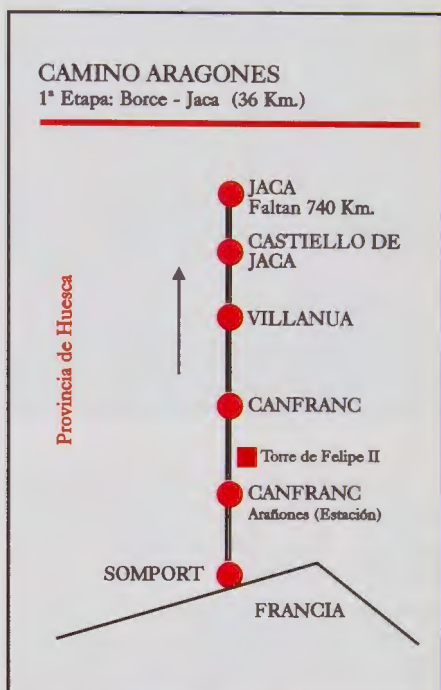 CAMINO ARAGONES
1ª Etapa: Borce - Jaca (36 Km.)
JACA
Faltan 740 Km.
CASTIELLO DE
JACA
Provincia de Huesca
VILLANUA
CANFRANC
Torre de Felipe II
CANFRANC
Arañones (Estación)
SOMPORT
FRANCIA